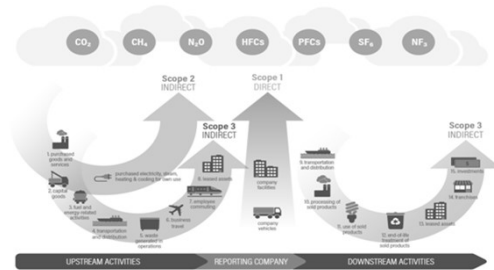 CO₂
CH₄
N₂O
HFCs
PFCs
SF₆
NF₃
Scope 2
INDIRECT
Scope 1
DIRECT
Scope 3
INDIRECT
Scope 3
INDIRECT
1. purchased
goods and
services
2. capital
goods
3. fuel and
energy-related
activities
4. transportation
and distribution
5. waste
generated in
operations
purchased electricity, steam,
heating & cooling for own use
6. business
travel
7. employee
commuting
8. leased assets
company
facilities
company
vehicles
9. transportation
and distribution
10. processing of
sold products
11. use of sold
products
12. end-of-life
treatment of
sold products
13. leased assets
14. franchises
15. investments
UPSTREAM ACTIVITIES
REPORTING COMPANY
DOWNSTREAM ACTIVITIES